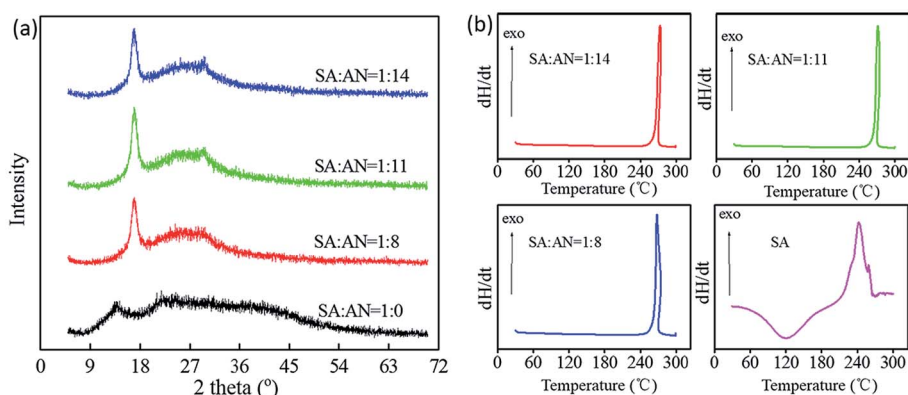 (a)
SA:AN=1:14
SA:AN=1:11
SA:AN=1:8
SA:AN=1:0
Intensity
0 9 18 27 36 45 54 63 72
2 theta (º)
(b)
exo
SA:AN=1:14
dH/dt
0 60 120 180 240 300
Temperature (℃)
exo
SA:AN=1:11
dH/dt
0 60 120 180 240 300
Temperature (℃)
exo
SA:AN=1:8
dH/dt
0 60 120 180 240 300
Temperature (℃)
exo
SA
dH/dt
0 60 120 180 240 300
Temperature (℃)